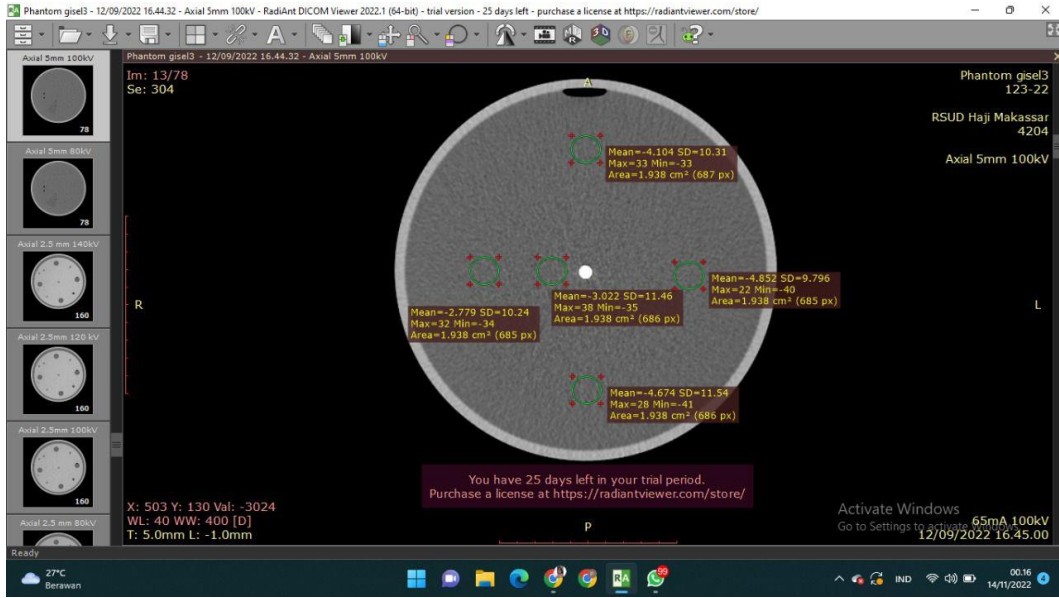 Phantom gisel3 - 12/09/2022 16.44.32 - Axial 5mm 100kV - RadiAnt DICOM Viewer 2022.1 (64-bit) - trial version - 25 days left - purchase a license at https://radiantviewer.com/store/
Axial 5mm 100kV
78
Axial 5mm 80kV
78
Axial 2.5 mm 140kV
160
Axial 2.5mm 120 kV
160
Axial 2.5mm 100kV
160
Axial 2.5 mm 80kV
Phantom gisel3 - 12/09/2022 16.44.32 - Axial 5mm 100kV
Im: 13/78
Se: 304
A
Phantom gisel3
123-22
RSUD Haji Makassar
4204
Axial 5mm 100kV
Mean=-4.104 SD=10.31
Max=33 Min=-33
Area=1.938 cm² (687 px)
Mean=-4.852 SD=9.796
Max=22 Min=-40
Area=1.938 cm² (685 px)
Mean=-3.022 SD=11.46
Max=38 Min=-35
Area=1.938 cm² (686 px)
R
L
Mean=-2.779 SD=10.24
Max=32 Min=-34
Area=1.938 cm² (685 px)
Mean=-4.674 SD=11.54
Max=28 Min=-41
Area=1.938 cm² (686 px)
You have 25 days left in your trial period.
Purchase a license at https://radiantviewer.com/store/
X: 503 Y: 130 Val: -3024
WL: 40 WW: 400 [D]
T: 5.0mm L: -1.0mm
P
Activate Windows
Go to Settings to activate Windows.
65mA 100kV
12/09/2022 16.45.00
Ready
27°C
Berawan
RA
99
IND
00.16
14/11/2022
4